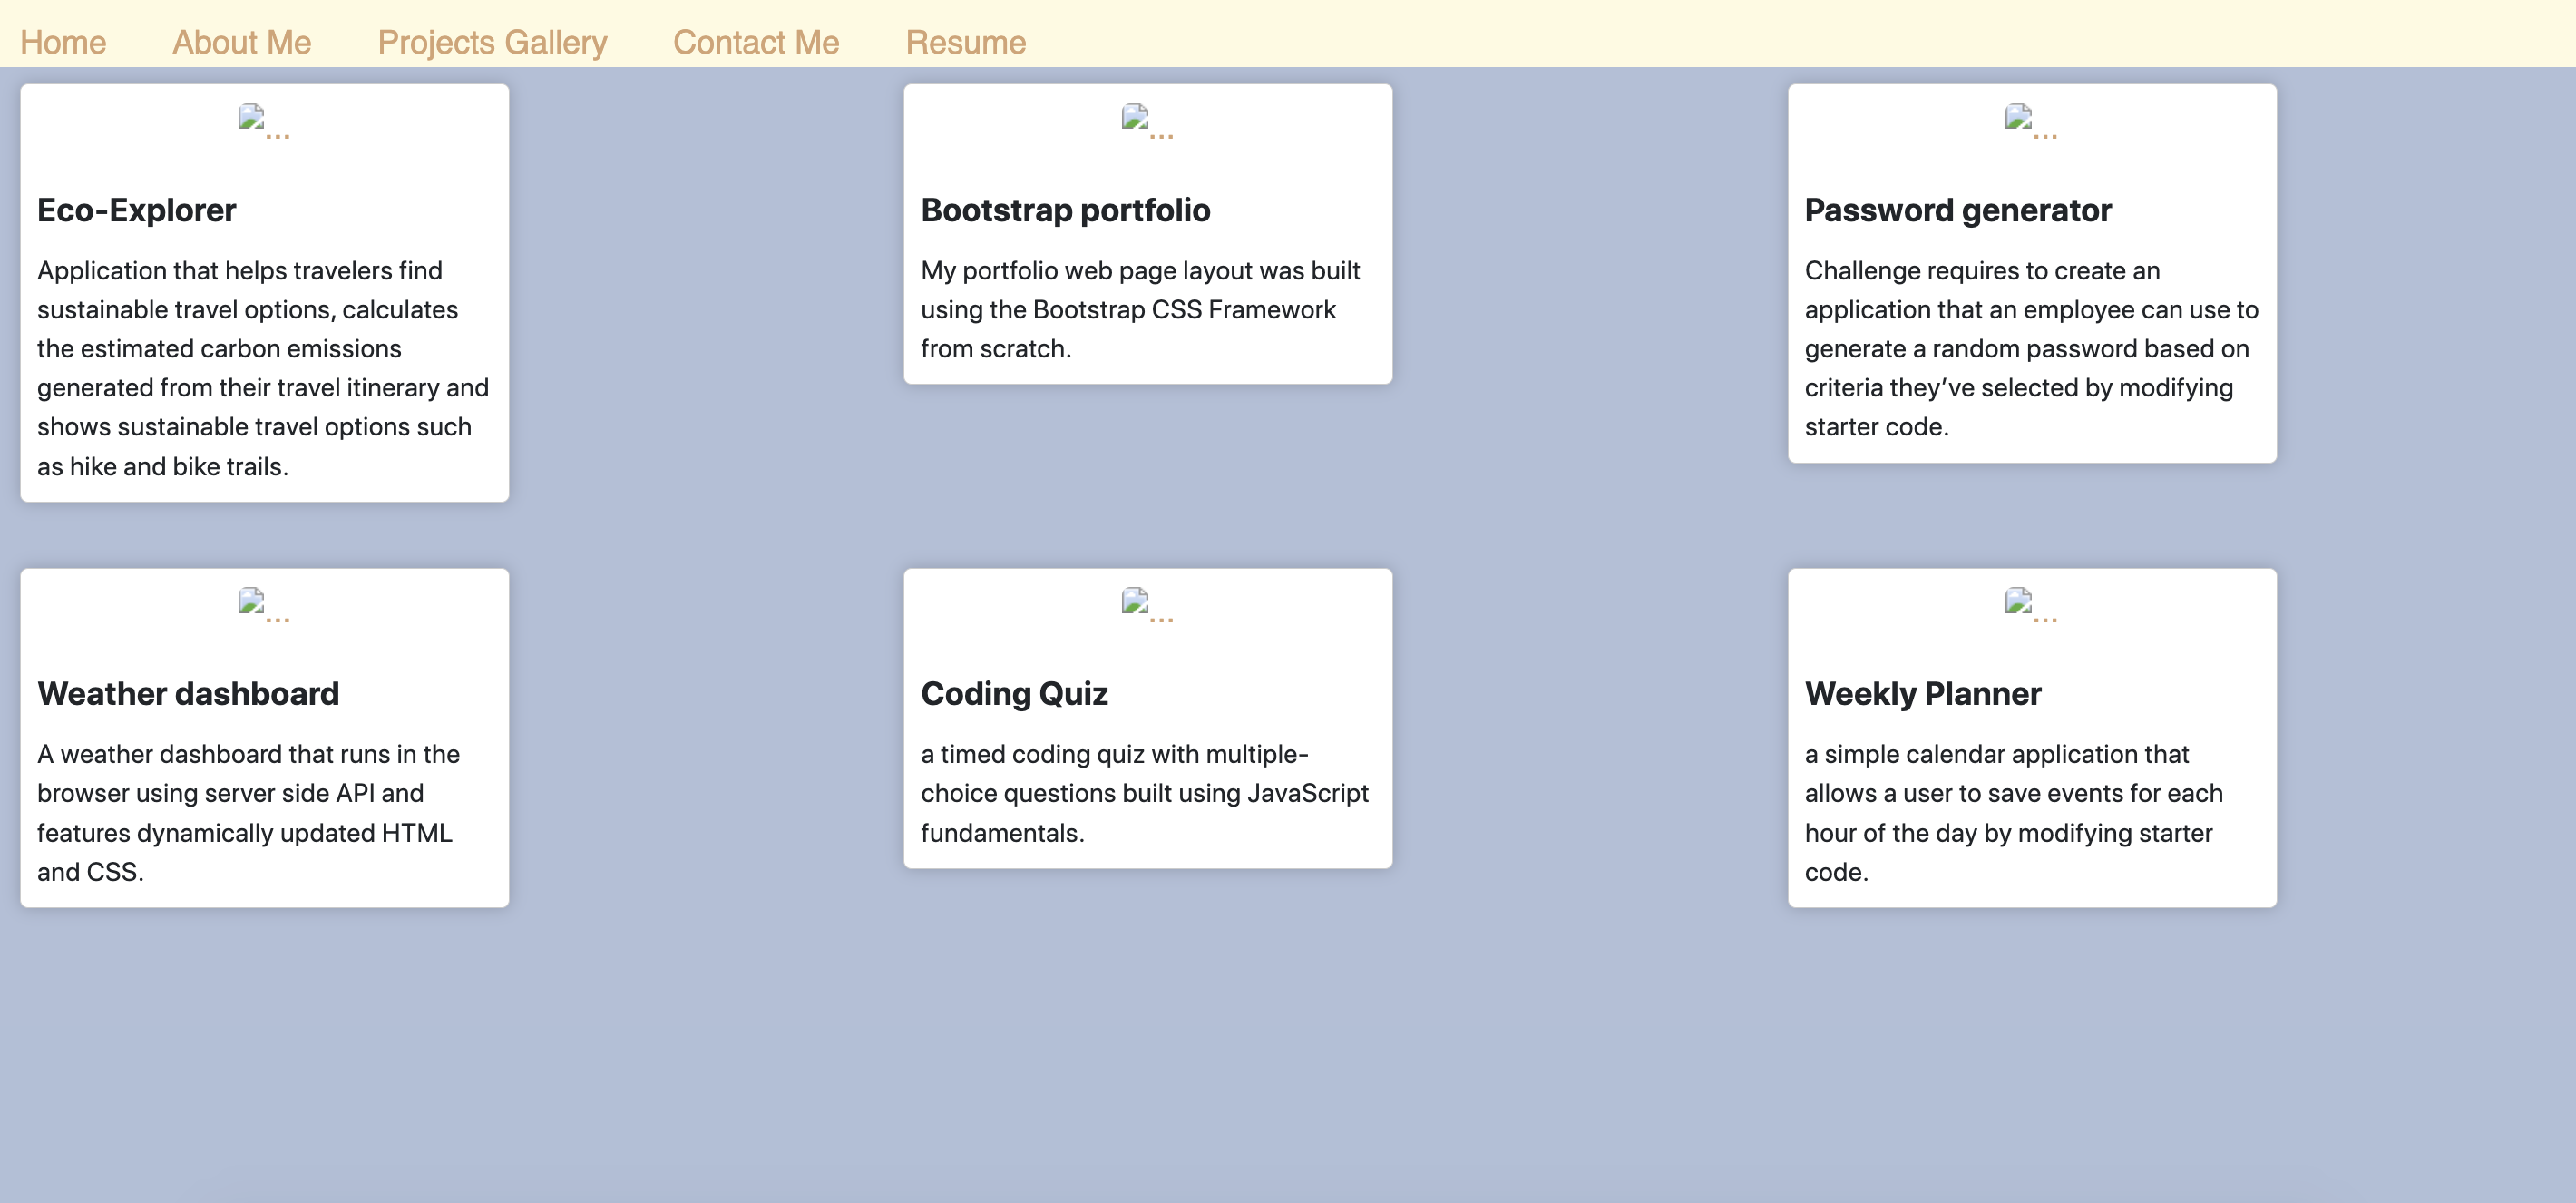 Home About Me Projects Gallery Contact Me Resume
...
Eco-Explorer
Application that helps travelers find
sustainable travel options, calculates
the estimated carbon emissions
generated from their travel itinerary and
shows sustainable travel options such
as hike and bike trails.
...
Bootstrap portfolio
My portfolio web page layout was built
using the Bootstrap CSS Framework
from scratch.
...
Password generator
Challenge requires to create an
application that an employee can use to
generate a random password based on
criteria they’ve selected by modifying
starter code.
...
Weather dashboard
A weather dashboard that runs in the
browser using server side API and
features dynamically updated HTML
and CSS.
...
Coding Quiz
a timed coding quiz with multiple-
choice questions built using JavaScript
fundamentals.
...
Weekly Planner
a simple calendar application that
allows a user to save events for each
hour of the day by modifying starter
code.